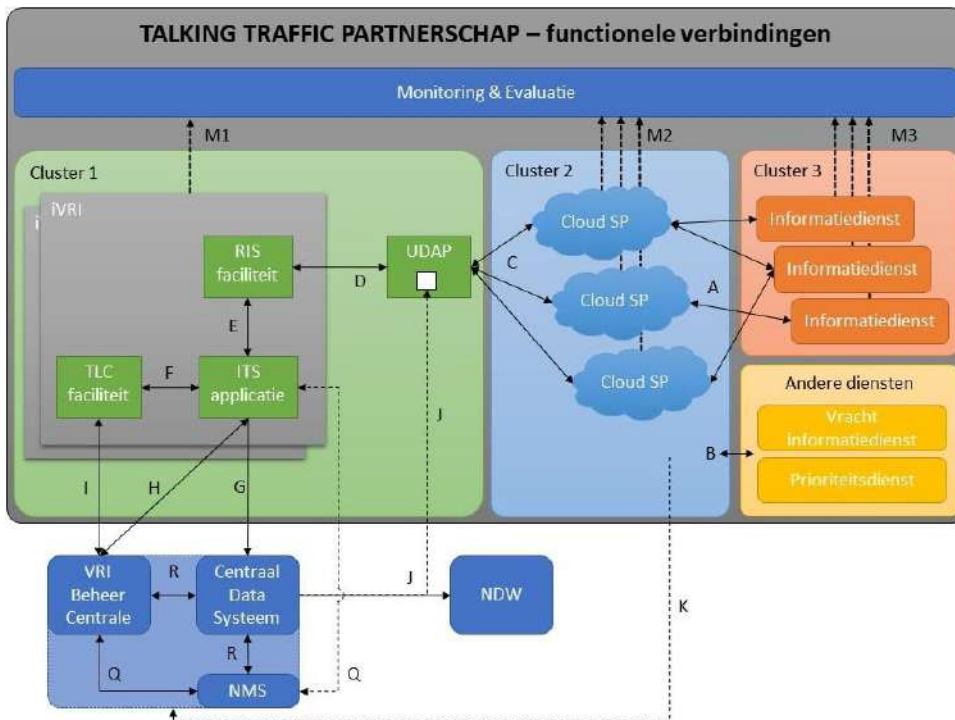 TALKING TRAFFIC PARTNERSCHAP – functionele verbindingen
Monitoring & Evaluatie
M1
M2
M3
Cluster 1
Cluster 2
Cluster 3
iVRI
i
RIS
faciliteit
D
UDAP
C
Cloud SP
Cloud SP
Cloud SP
A
Informatiedienst
Informatiedienst
Informatiedienst
E
TLC
faciliteit
F
ITS
applicatie
J
Andere diensten
Vracht
informatiedienst
Prioriteitsdienst
B
I
H
G
VRI
Beheer
Centrale
R
Centraal
Data
Systeem
J
NDW
K
R
Q
NMS
Q